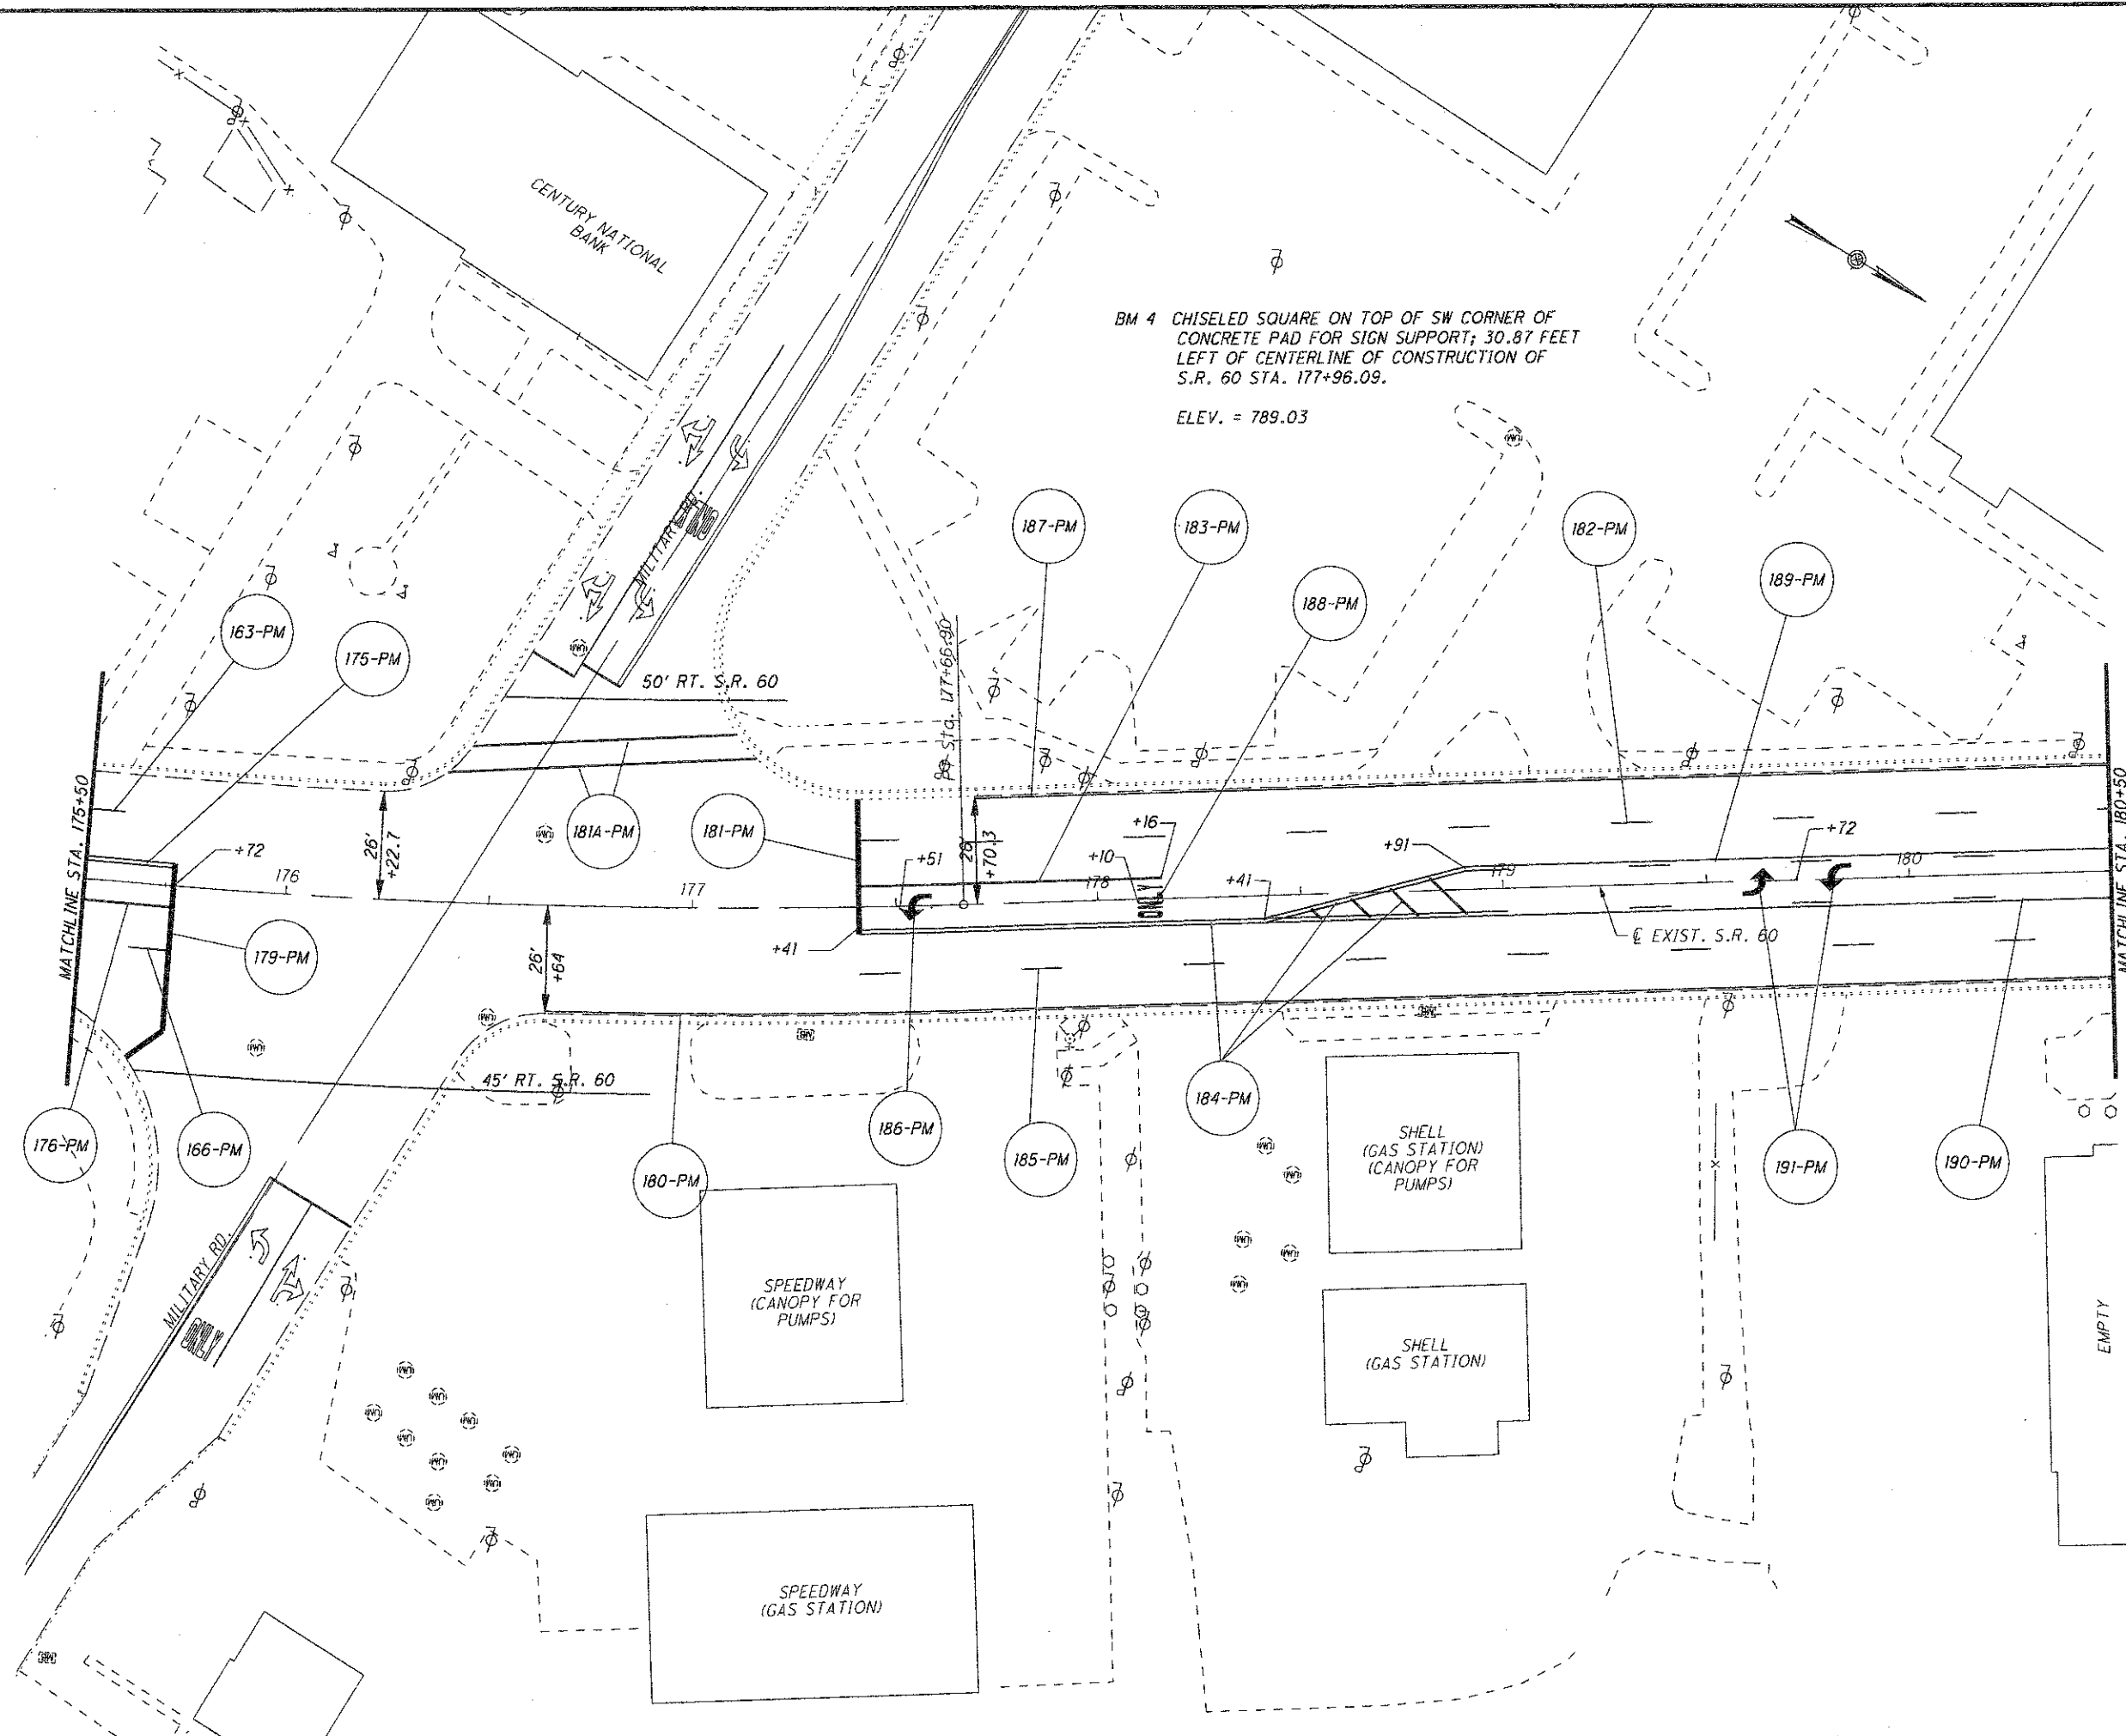 CENTURY NATIONAL
BANK
BM 4 CHISELED SQUARE ON TOP OF SW CORNER OF
CONCRETE PAD FOR SIGN SUPPORT; 30.87 FEET
LEFT OF CENTERLINE OF CONSTRUCTION OF
S.R. 60 STA. 177+96.09.
ELEV. = 789.03
MILITARY RD.
ONLY
187-PM
183-PM
182-PM
188-PM
189-PM
163-PM
175-PM
50' RT. S.R. 60
Sta. 177+66.90
MATCHLINE STA. 175+50
MATCHLINE STA. 180+50
181A-PM
181-PM
26'
+22.7
26'
+70.3
+16
+10
+51
+72
+91
+72
176
177
178
179
180
+41
+41
ONLY
℄ EXIST. S.R. 60
179-PM
26'
+64
45' RT. S.R. 60
176-PM
166-PM
180-PM
186-PM
185-PM
184-PM
191-PM
190-PM
SHELL
(GAS STATION)
(CANOPY FOR
PUMPS)
MILITARY RD.
ONLY
SPEEDWAY
(CANOPY FOR
PUMPS)
SHELL
(GAS STATION)
EMPTY
SPEEDWAY
(GAS STATION)